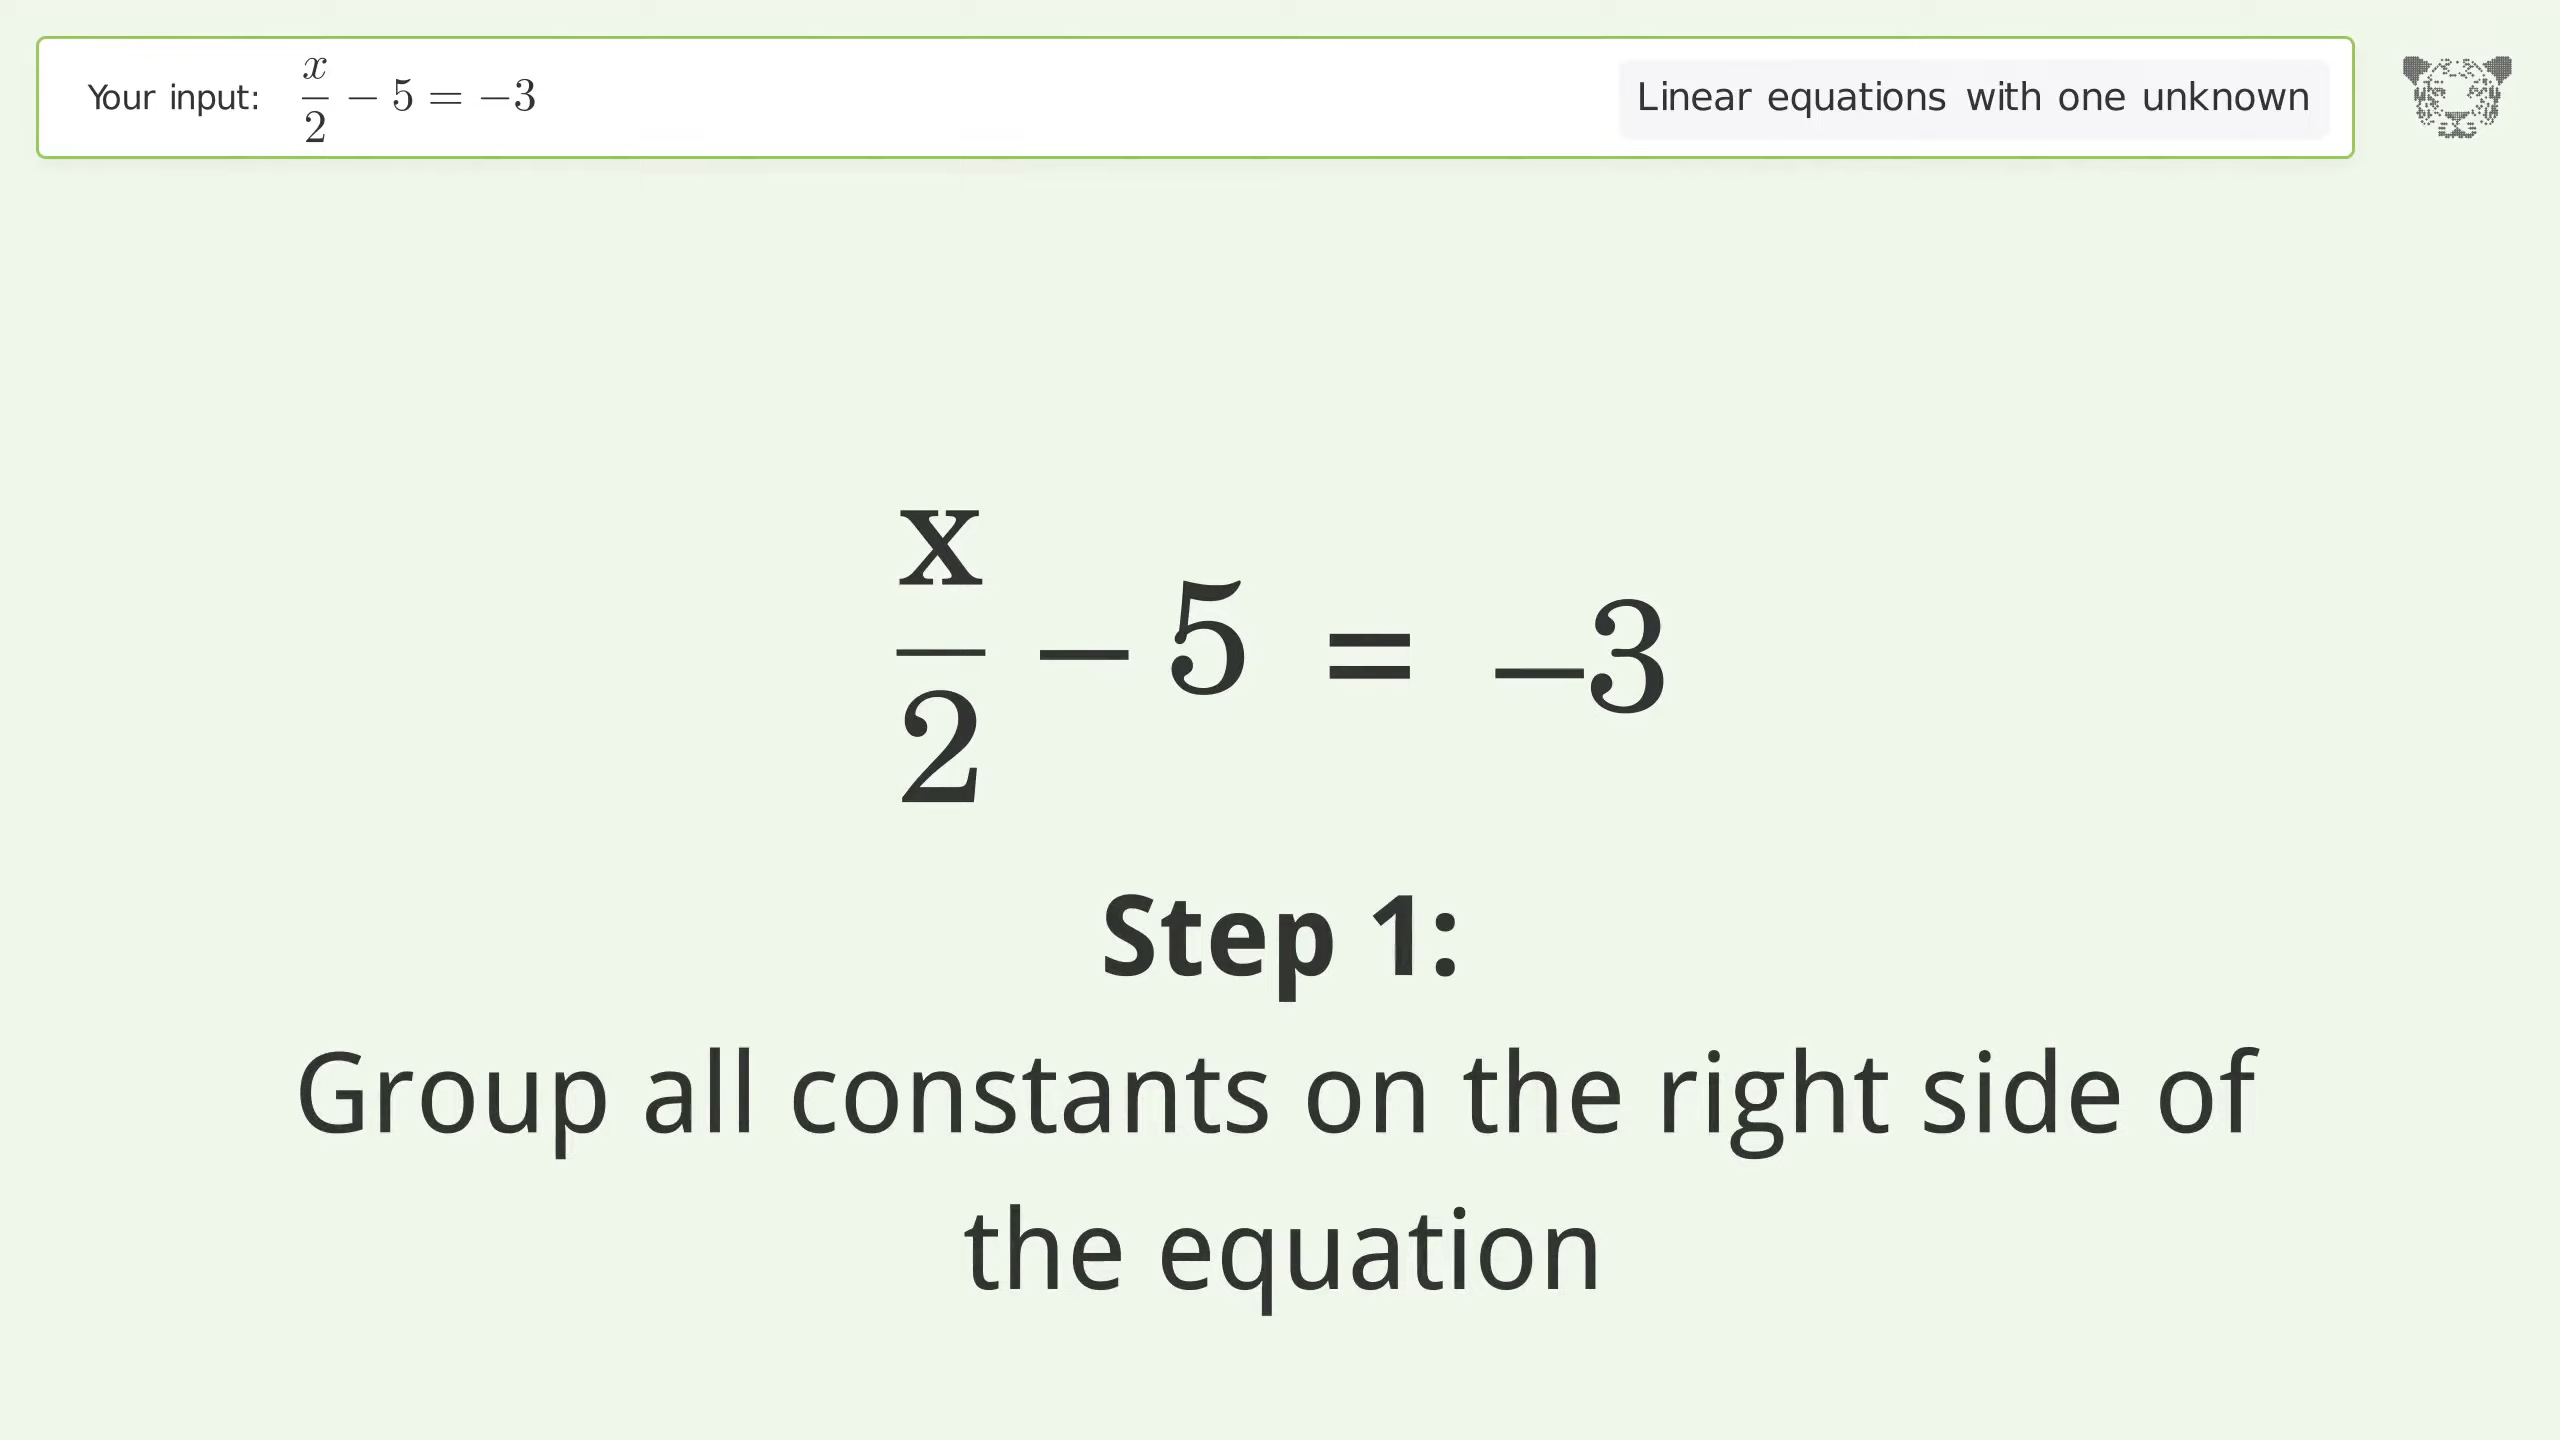 Your input: x/2 − 5 = −3
Linear equations with one unknown
x/2 − 5 = −3
Step 1:
Group all constants on the right side of
the equation